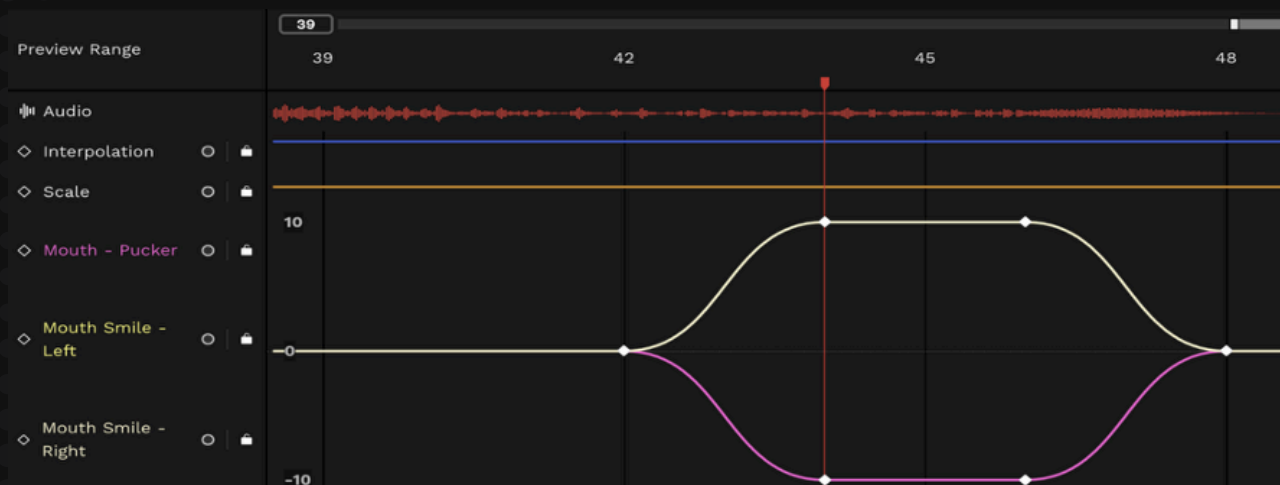 39
Preview Range
39 42 45 48
Audio
Interpolation
Scale
10
Mouth - Pucker
Mouth Smile -
Left
0
Mouth Smile -
Right
-10